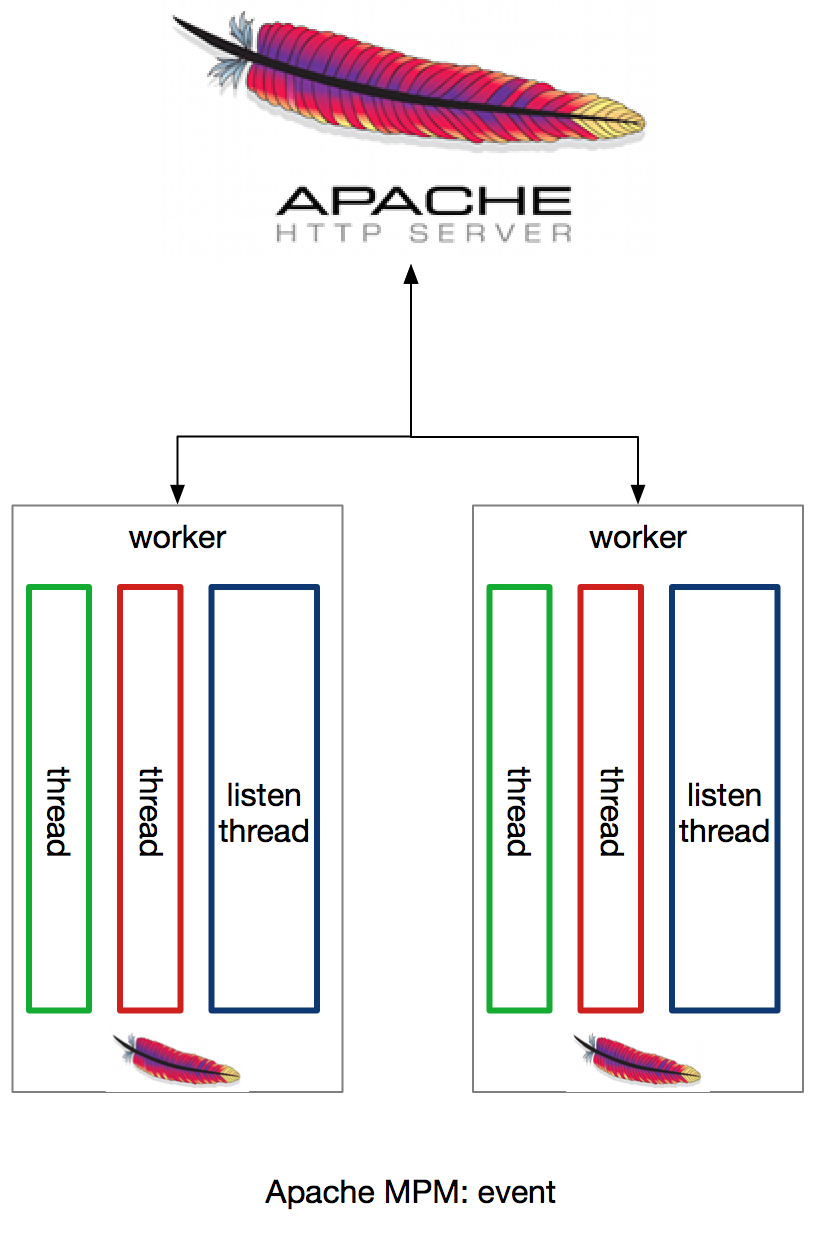 APACHE
HTTP SERVER
worker
thread
thread
listen
thread
worker
thread
thread
listen
thread
Apache MPM: event